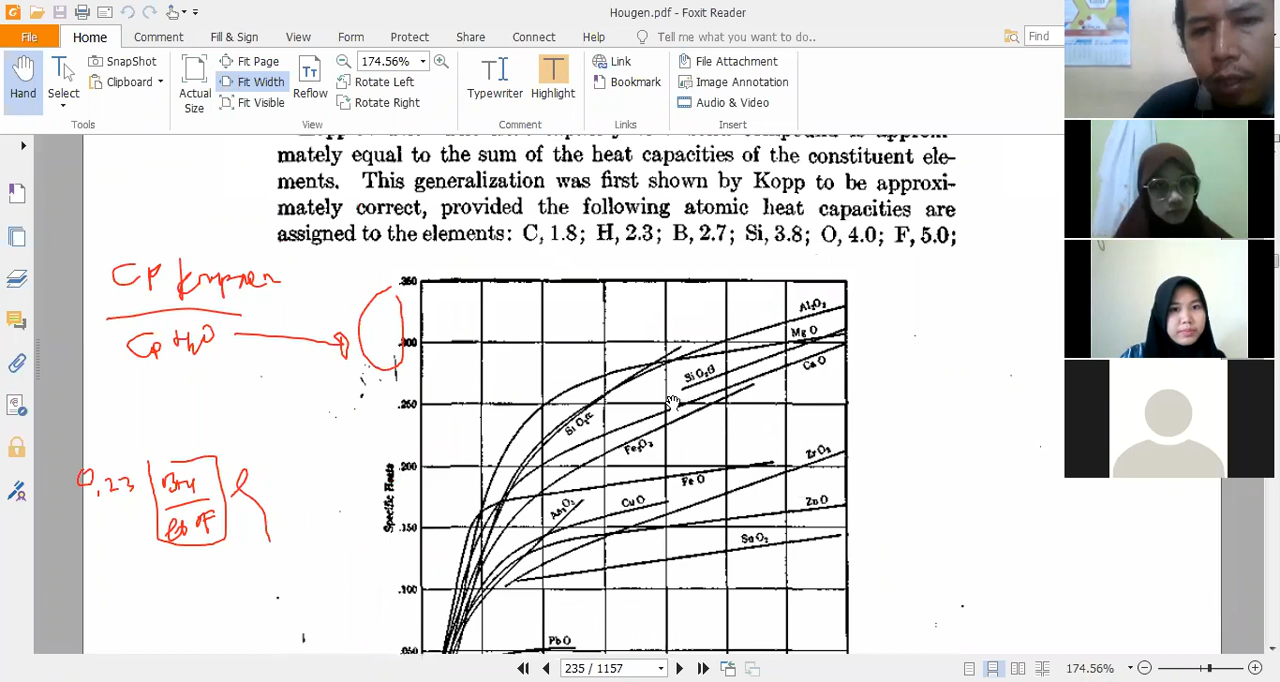 Hougen.pdf - Foxit Reader
File Home Comment Fill & Sign View Form Protect Share Connect Help Tell me what you want to do.. Find
Hand Select SnapShot Clipboard Actual Size Fit Page Fit Width Fit Visible Reflow 174.56% Rotate Left Rotate Right Typewriter Highlight Link Bookmark File Attachment Image Annotation Audio & Video
Tools View Comment Links Insert
mately equal to the sum of the heat capacities of the constituent ele-
ments. This generalization was first shown by Kopp to be approxi-
mately correct, provided the following atomic heat capacities are
assigned to the elements: C, 1.8; H, 2.3; B, 2.7; Si, 3.8; O, 4.0; F, 5.0;
Cp
Cp H2O
0,23 Btu
lb °F
Specific Heats
.350
.300
.250
.200
.150
.100
.050
Al2O3
MgO
SiO2
CaO
SiO2
Fe2O3
ZrO2
FeO
As2O3
CuO
ZnO
PbO
235 / 1157
174.56%